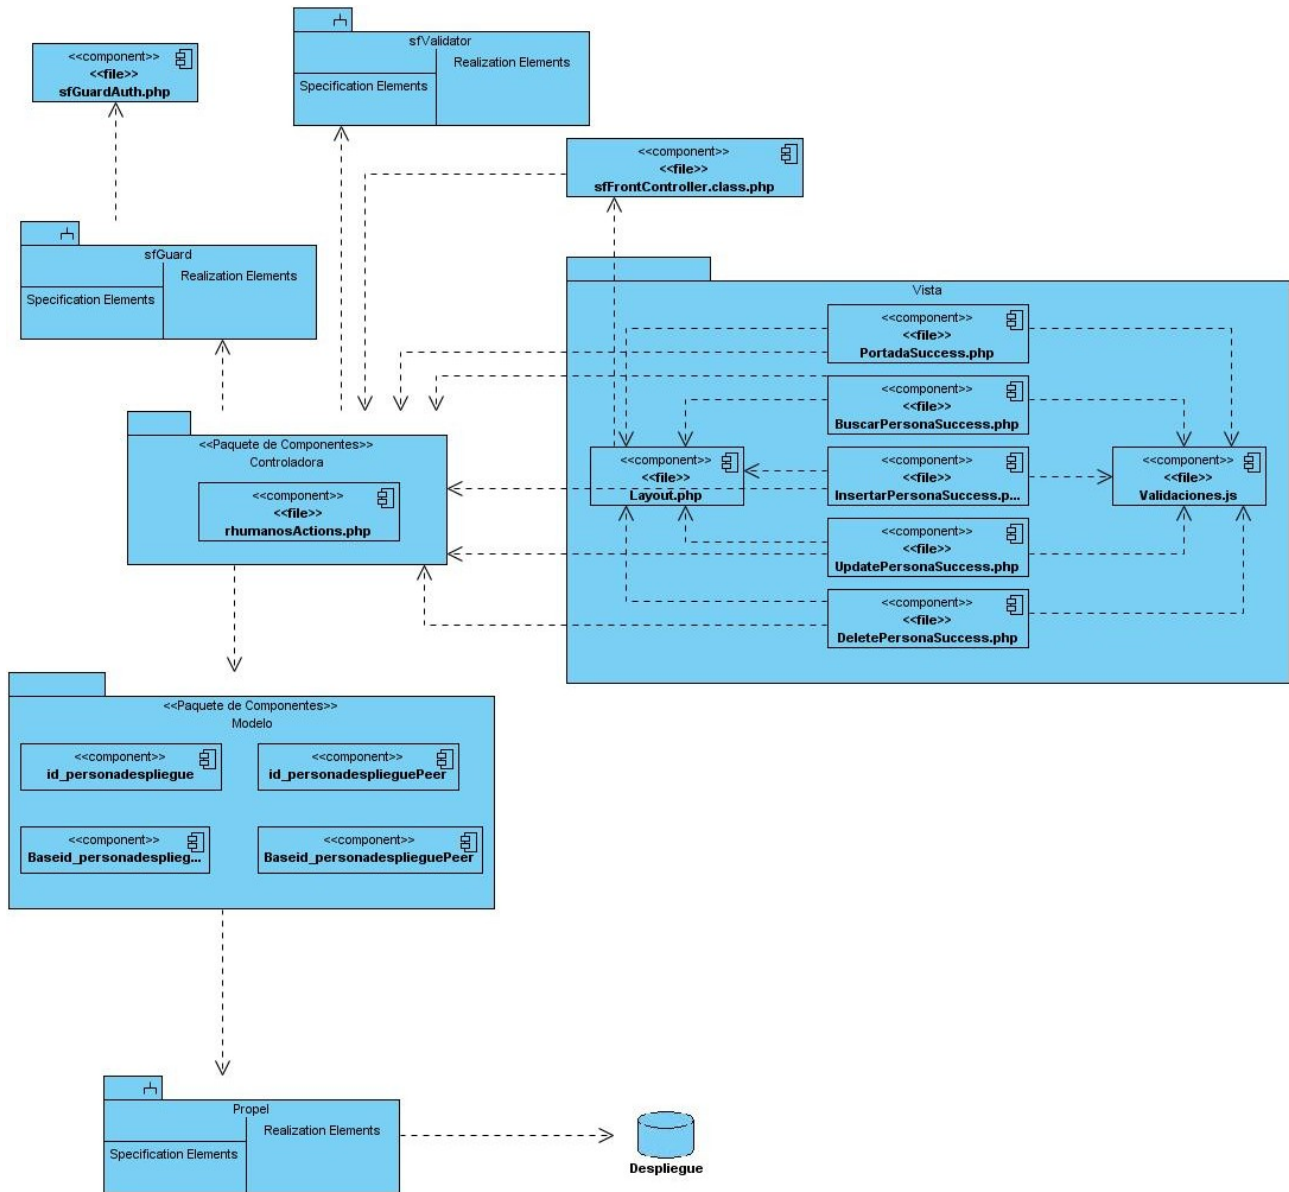 sfValidator
Specification Elements
Realization Elements
<<component>>
<<file>>
sfGuardAuth.php
<<component>>
<<file>>
sfFrontController.class.php
sfGuard
Specification Elements
Realization Elements
Vista
<<component>>
<<file>>
PortadaSuccess.php
<<component>>
<<file>>
BuscarPersonaSuccess.php
<<component>>
<<file>>
Layout.php
<<component>>
<<file>>
InsertarPersonaSuccess.p...
<<component>>
<<file>>
Validaciones.js
<<component>>
<<file>>
UpdatePersonaSuccess.php
<<component>>
<<file>>
DeletePersonaSuccess.php
<<Paquete de Componentes>>
Controladora
<<component>>
<<file>>
rhumanosActions.php
<<Paquete de Componentes>>
Modelo
<<component>>
id_personadespliegue
<<component>>
id_personadesplieguePeer
<<component>>
Baseid_personadesplieg...
<<component>>
Baseid_personadesplieguePeer
Propel
Specification Elements
Realization Elements
Despliegue